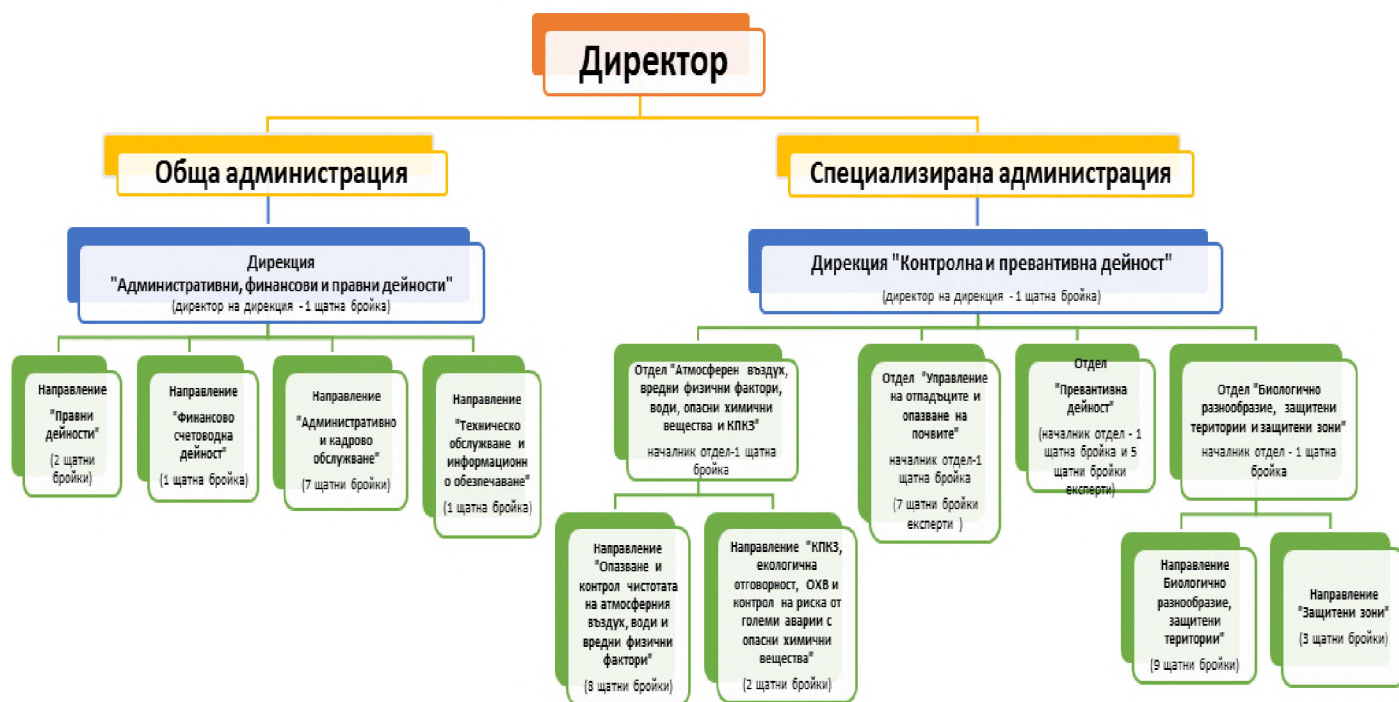 Директор
Обща администрация
Специализирана администрация
Дирекция
"Административни, финансови и правни дейности"
(директор на дирекция - 1 щатна бройка)
Дирекция "Контролна и превантивна дейност"
(директор на дирекция - 1 щатна бройка)
Направление
"Правни
дейности"
(2 щатни
бройки)
Направление
"Финансово
счетоводна
дейност"
(1 щатна бройка)
Направление
"Административно
и кадрово
обслужване"
(7 щатни бройки)
Направление
"Техническо
обслужване и
информационн
о обезпечаване"
(1 щатна бройка)
Отдел "Атмосферен въздух,
вредни физични фактори,
води, опасни химични
вещества и КПКЗ"
началник отдел-1 щатна
бройка
Отдел "Управление
на отпадъците и
опазване на
почвите"
началник отдел-1
щатна бройка
(7 щатни бройки
експерти )
Отдел
"Превантивна
дейност"
(началник отдел - 1
щатна бройка и 5
щатни бройки
експерти)
Отдел "Биологично
разнообразие, защитени
територии и защитени зони"
началник отдел - 1 щатна
бройка
Направление
"Опазване и
контрол чистотата
на атмосферния
въздух, води и
вредни физични
фактори"
(8 щатни бройки)
Направление "КПКЗ,
екологична
отговорност, ОХВ и
контрол на риска от
големи аварии с
опасни химични
вещества"
(2 щатни бройки)
Направление
Биологично
разнообразие,
защитени
територии"
(9 щатни бройки)
Направление
"Защитени зони"
(3 щатни бройки)